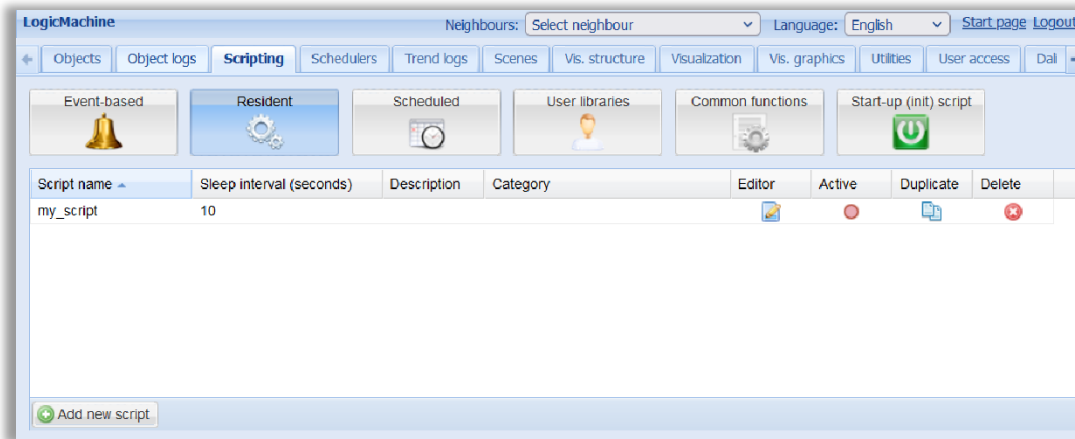 LogicMachine Neighbours: Select neighbour Language: English Start page Logout
Objects Object logs Scripting Schedulers Trend logs Scenes Vis. structure Visualization Vis. graphics Utilities User access Dali
Event-based Resident Scheduled User libraries Common functions Start-up (init) script
Script name Sleep interval (seconds) Description Category Editor Active Duplicate Delete
my_script 10
Add new script